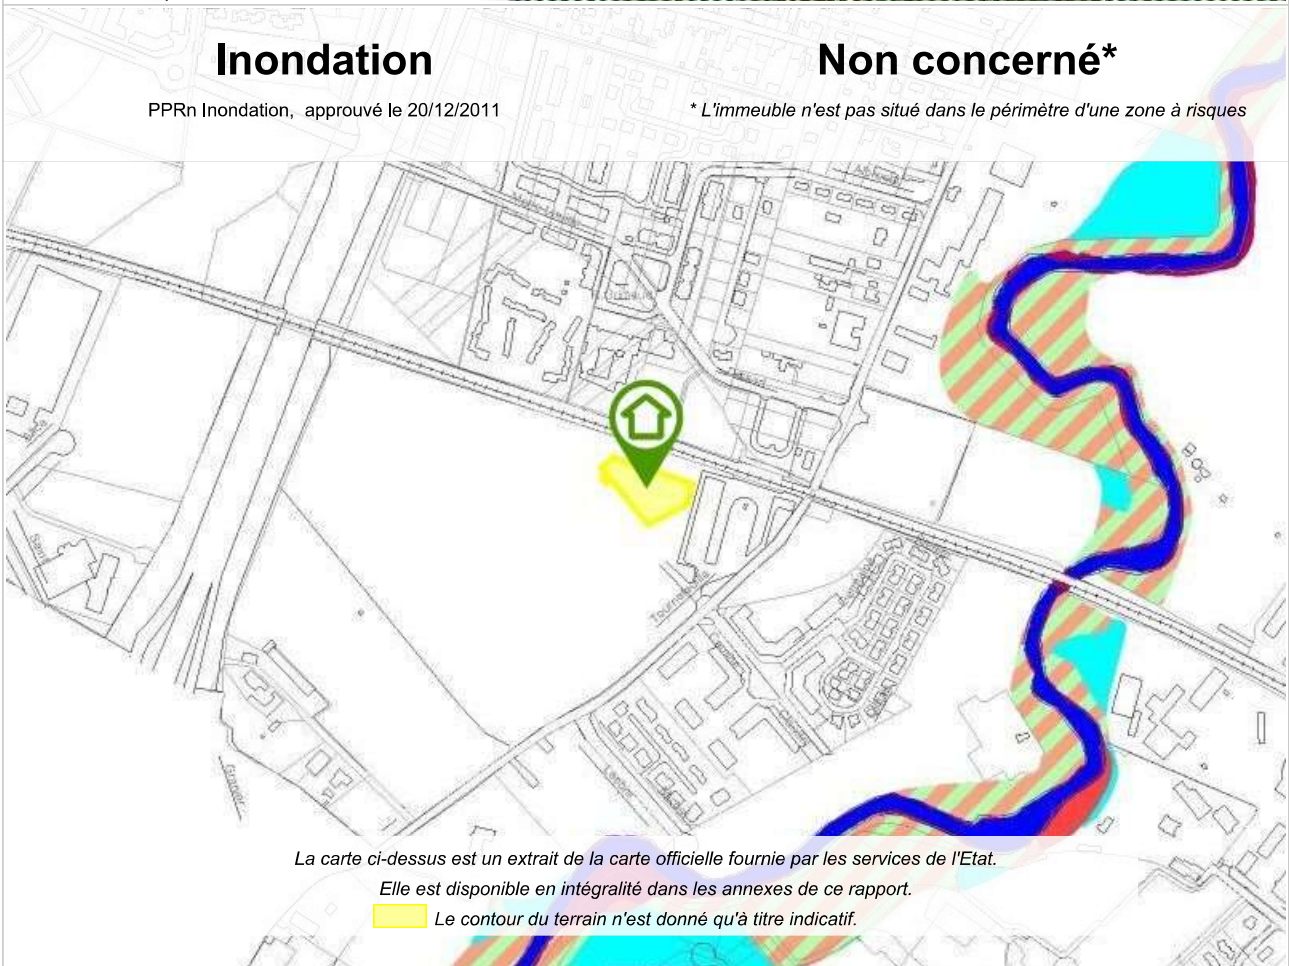 Inondation
Non concerné*
PPRn Inondation, approuvé le 20/12/2011
* L'immeuble n'est pas situé dans le périmètre d'une zone à risques
Tournefeuille
Granier
La carte ci-dessus est un extrait de la carte officielle fournie par les services de l'Etat.
Elle est disponible en intégralité dans les annexes de ce rapport.
Le contour du terrain n'est donné qu'à titre indicatif.